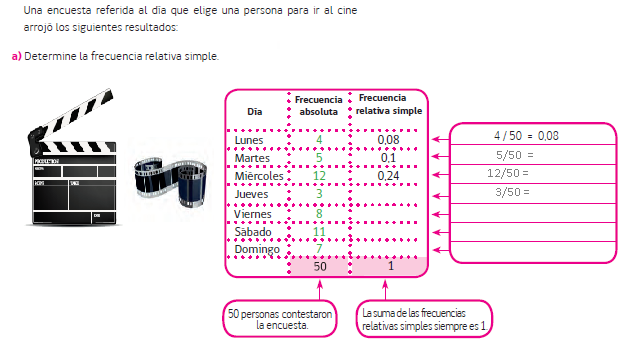 Una encuesta referida al día que elige una persona para ir al cine
arrojó los siguientes resultados:
a) Determine la frecuencia relativa simple.
Día Frecuencia absoluta Frecuencia relativa simple
Lunes 4 0,08 4 / 50 = 0,08
Martes 5 0,1 5/50 =
Miércoles 12 0,24 12/50 =
Jueves 3 3/50 =
Viernes 8
Sábado 11
Domingo 7
50 1
50 personas contestaron
la encuesta.
La suma de las frecuencias
relativas simples siempre es 1.
PRODUCTION